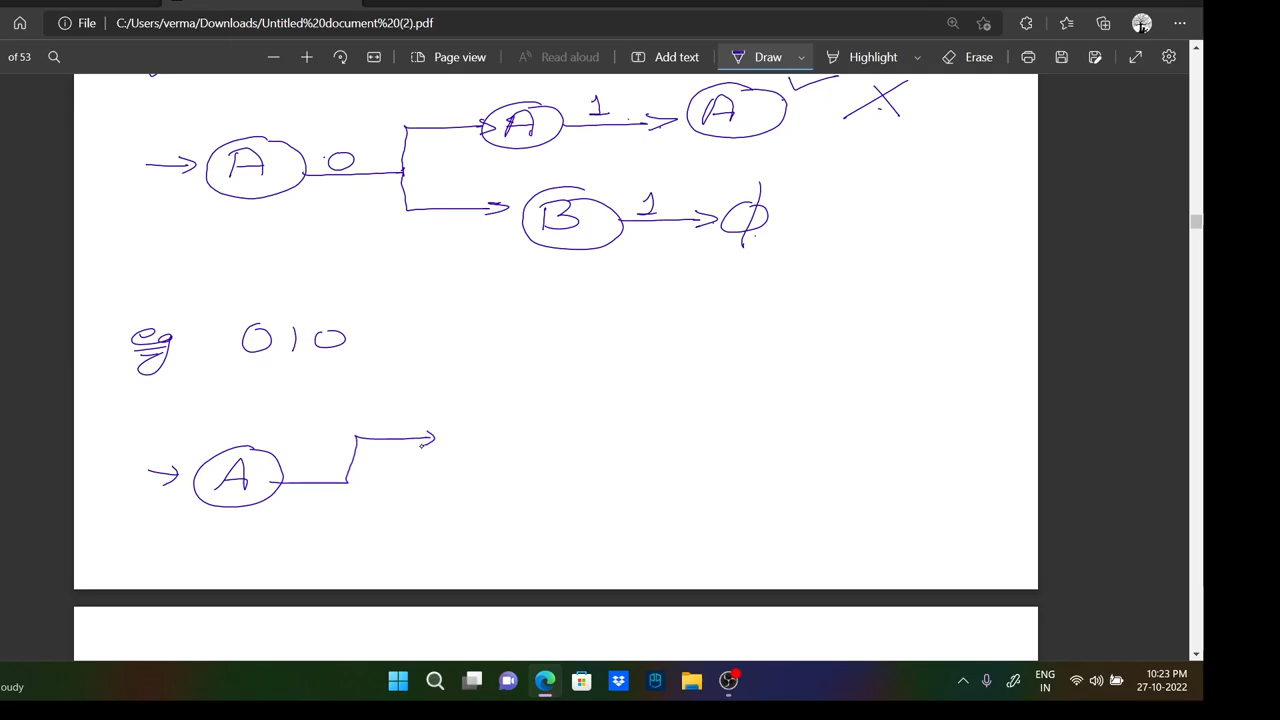 File C:/Users/verma/Downloads/Untitled%20document%20(2).pdf
of 53 Page view Read aloud Add text Draw Highlight Erase
A 1 A
A 0
B 1 ϕ
eg 0 1 0
A
oudy
ENG
IN
10:23 PM
27-10-2022